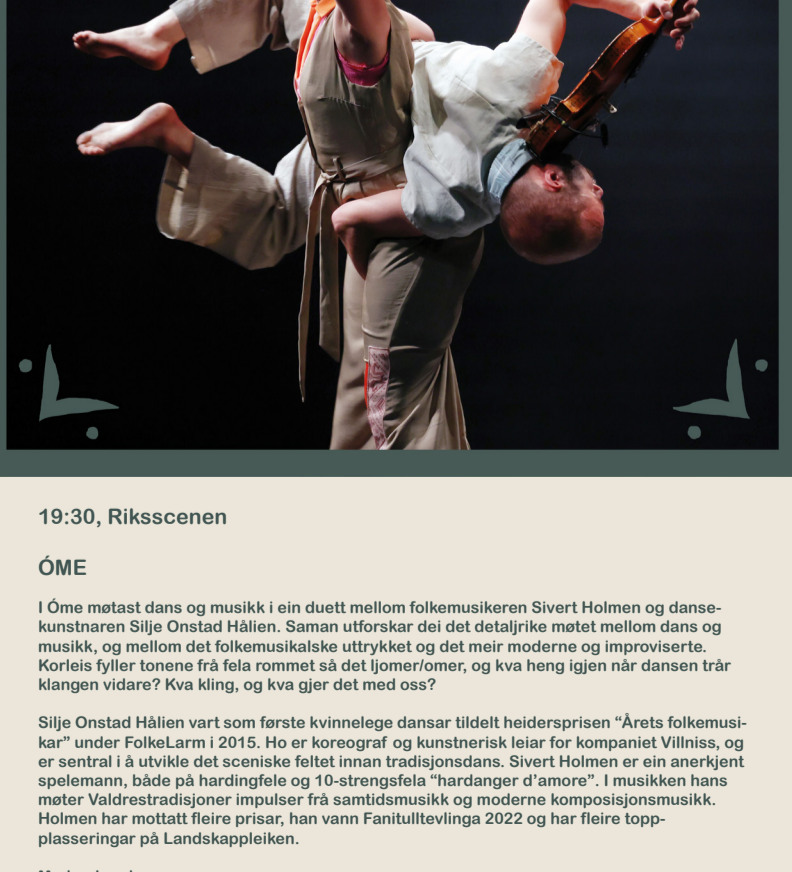 19:30, Riksscenen
ÓME
I Óme møtast dans og musikk i ein duett mellom folkemusikeren Sivert Holmen og danse-
kunstnaren Silje Onstad Hålien. Saman utforskar dei det detaljrike møtet mellom dans og
musikk, og mellom det folkemusikalske uttrykket og det meir moderne og improviserte.
Korleis fyller tonene frå fela rommet så det ljomer/omer, og kva heng igjen når dansen trår
klangen vidare? Kva kling, og kva gjer det med oss?
Silje Onstad Hålien vart som første kvinnelege dansar tildelt heidersprisen “Årets folkemusi-
kar” under FolkeLarm i 2015. Ho er koreograf og kunstnerisk leiar for kompaniet Villniss, og
er sentral i å utvikle det sceniske feltet innan tradisjonsdans. Sivert Holmen er ein anerkjent
spelemann, både på hardingfele og 10-strengsfela “hardanger d’amore”. I musikken hans
møter Valdrestradisjoner impulser frå samtidsmusikk og moderne komposisjonsmusikk.
Holmen har mottatt fleire prisar, han vann Fanitulltevlinga 2022 og har fleire topp-
plasseringar på Landskappleiken.